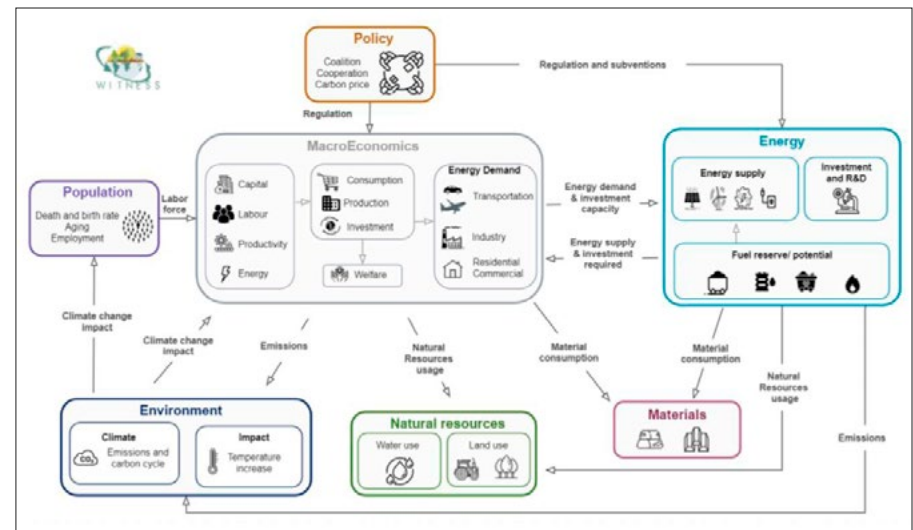 WITNESS
Policy
Coalition
Cooperation
Carbon price
Regulation and subventions
Regulation
MacroEconomics
Capital
Labour
Productivity
Energy
Consumption
Production
Investment
Welfare
Energy Demand
Transportation
Industry
Residential
Commercial
Population
Death and birth rate
Aging
Employment
Labor
force
Energy demand
& investment
capacity
Energy supply
& investment
required
Energy
Energy supply
Investment
and R&D
Fuel reserve/ potential
Climate change
impact
Climate change
impact
Emissions
Natural
Resources
usage
Material
consumption
Material
consumption
Natural
Resources
usage
Emissions
Environment
Climate
CO₂
Emissions and
carbon cycle
Impact
Temperature
increase
Natural resources
Water use
Land use
Materials